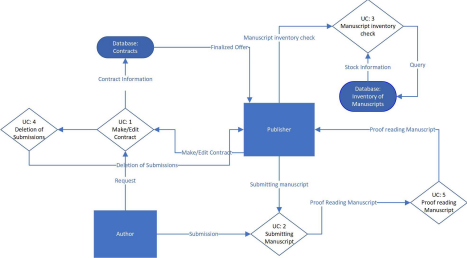 UC: 3
Manuscript inventory
check
Database:
Contracts
Finalized Offer
Manuscript inventory check
Stock information
Query
Contract information
Database:
Inventory of
Manuscripts
UC: 4
Deletion of
Submissions
UC: 1
Make/Edit
Contract
Publisher
Proof reading Manuscript
Make/Edit Contract
Deletion of Submissions
Request
Submitting manuscript
UC: 5
Proof reading
Manuscript
Proof Reading Manuscript
Author
Submission
UC: 2
Submitting
Manuscript